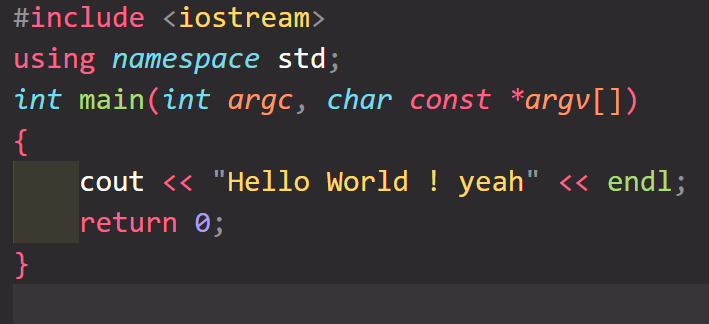 #include <iostream>
using namespace std;
int main(int argc, char const *argv[])
{
    cout << "Hello World ! yeah" << endl;
    return 0;
}